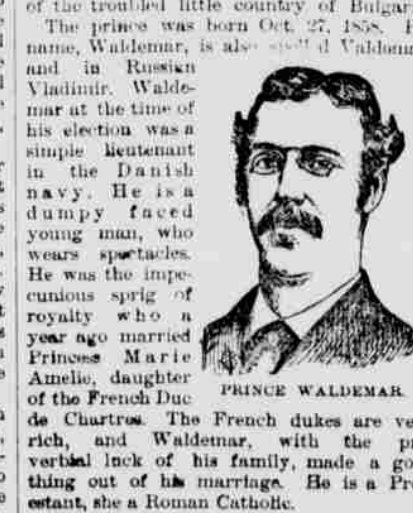 of the troubled little country of
The prince was born Oct. 27, 1858.
name, Waldemar, is also
and in Russian
Vladimir. Walde-
mar at the time of
his election was a
simple lieutenant
in the Danish
navy. He is a
dumpy faced
young man, who
wears spectacles.
He was the impe-
cunious sprig of
royalty who a
year ago married
Princess Marie
Amelie, daughter
of the French Duc
PRINCE WALDEMAR.
de Chartres. The French dukes are
rich, and Waldemar, with the
verbial luck of his family, made a
thing out of his marriage. He is a
estant, she a Roman Catholic.